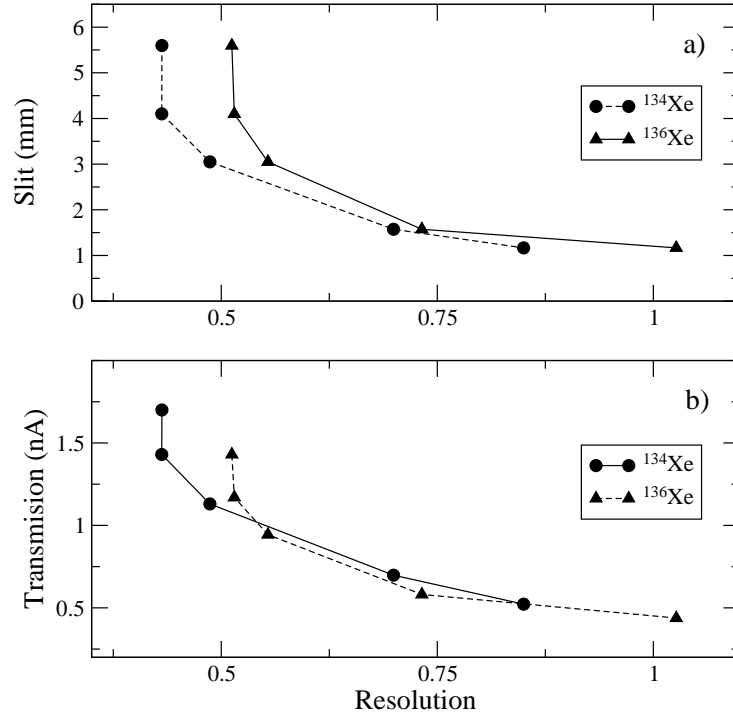 a)
6
5
4
3
2
1
0
Slit (mm)
¹³⁴Xe
¹³⁶Xe
0.5
0.75
1
b)
1.5
1
0.5
Transmision (nA)
¹³⁴Xe
¹³⁶Xe
0.5
0.75
1
Resolution